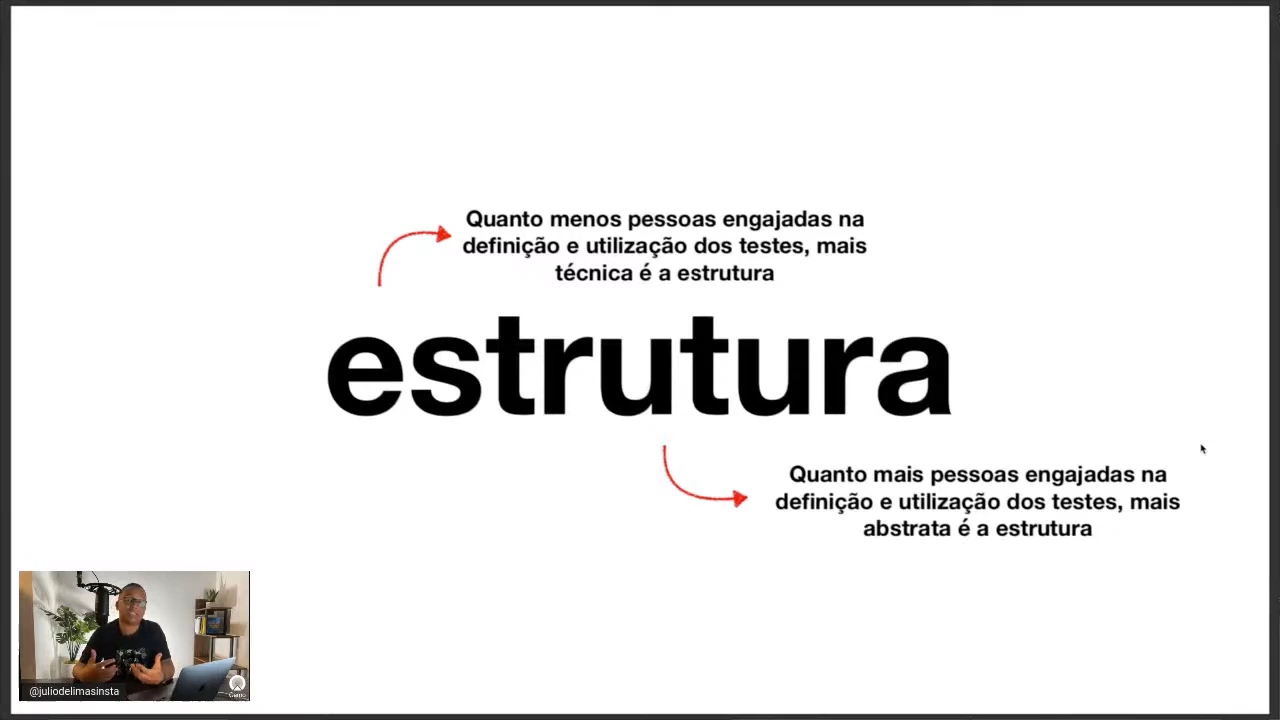 Quanto menos pessoas engajadas na
definição e utilização dos testes, mais
técnica é a estrutura
estrutura
Quanto mais pessoas engajadas na
definição e utilização dos testes, mais
abstrata é a estrutura
@juliodelimasinsta
Camo